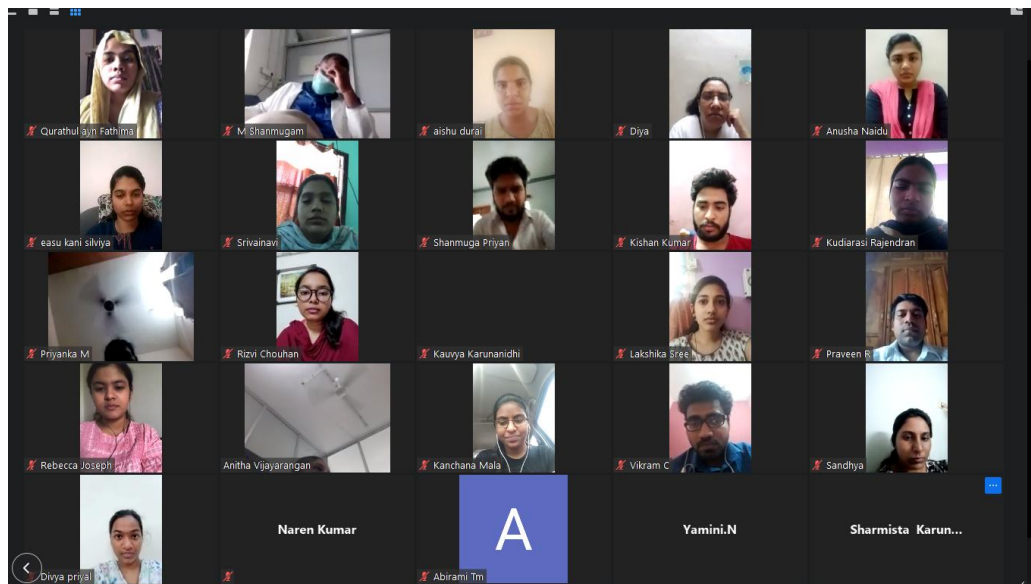 Qurathul ayn Fathima
M Shanmugam
aishu durai
Diya
Anusha Naidu
easu kani silviya
Srivainavi
Shanmuga Priyan
Kishan Kumar
Kudiarasi Rajendran
Priyanka M
Rizvi Chouhan
Kauvya Karunanidhi
Lakshika Sree
Praveen R
Rebecca Joseph
Anitha Vijayarangan
Kanchana Mala
Vikram C
Sandhya
Divya priyal
Naren Kumar
A
Abirami Tm
Yamini.N
Sharmista Karun...